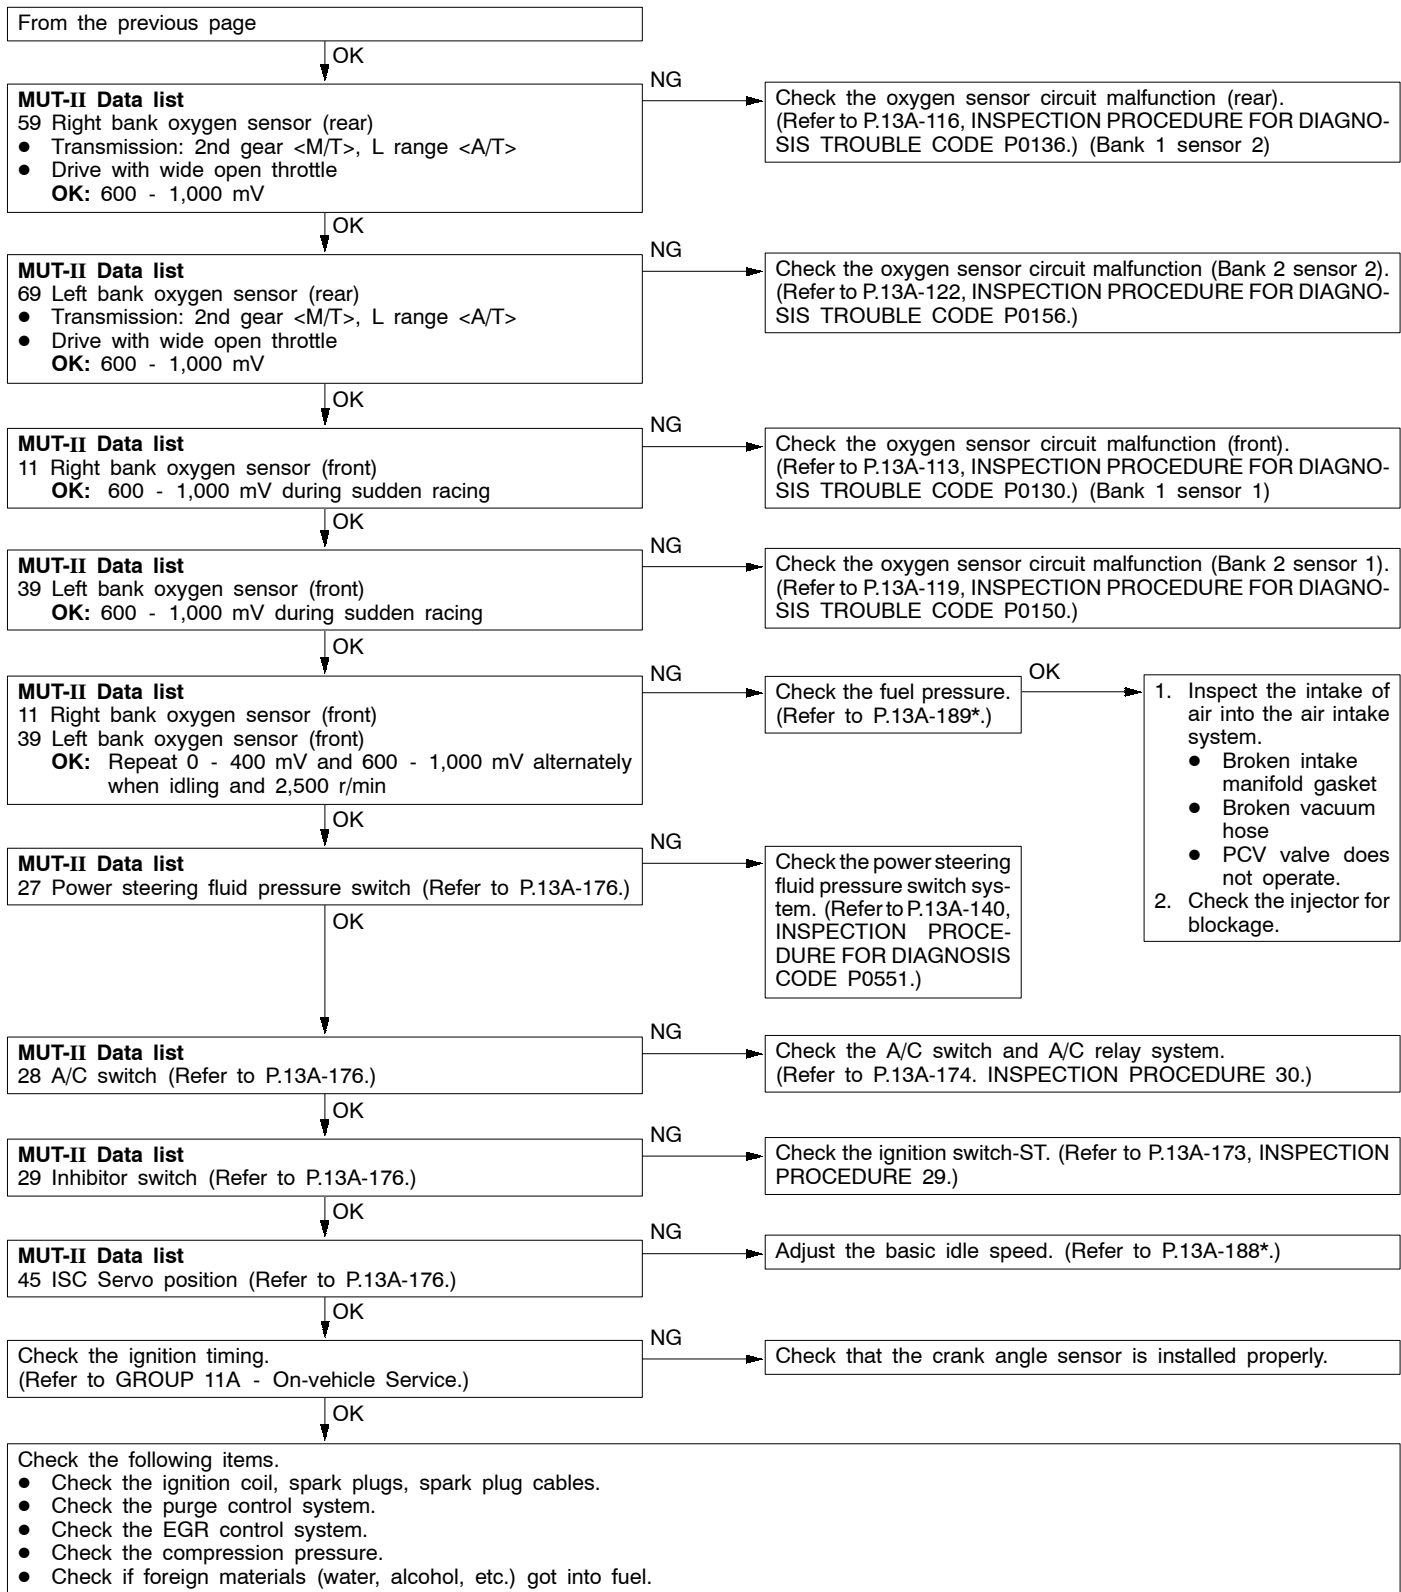 From the previous page
OK
MUT-II Data list
59 Right bank oxygen sensor (rear)
● Transmission: 2nd gear <M/T>, L range <A/T>
● Drive with wide open throttle
OK: 600 - 1,000 mV
NG
Check the oxygen sensor circuit malfunction (rear).
(Refer to P.13A-116, INSPECTION PROCEDURE FOR DIAGNO-
SIS TROUBLE CODE P0136.) (Bank 1 sensor 2)
OK
MUT-II Data list
69 Left bank oxygen sensor (rear)
● Transmission: 2nd gear <M/T>, L range <A/T>
● Drive with wide open throttle
OK: 600 - 1,000 mV
NG
Check the oxygen sensor circuit malfunction (Bank 2 sensor 2).
(Refer to P.13A-122, INSPECTION PROCEDURE FOR DIAGNO-
SIS TROUBLE CODE P0156.)
OK
MUT-II Data list
11 Right bank oxygen sensor (front)
OK: 600 - 1,000 mV during sudden racing
NG
Check the oxygen sensor circuit malfunction (front).
(Refer to P.13A-113, INSPECTION PROCEDURE FOR DIAGNO-
SIS TROUBLE CODE P0130.) (Bank 1 sensor 1)
OK
MUT-II Data list
39 Left bank oxygen sensor (front)
OK: 600 - 1,000 mV during sudden racing
NG
Check the oxygen sensor circuit malfunction (Bank 2 sensor 1).
(Refer to P.13A-119, INSPECTION PROCEDURE FOR DIAGNO-
SIS TROUBLE CODE P0150.)
OK
MUT-II Data list
11 Right bank oxygen sensor (front)
39 Left bank oxygen sensor (front)
OK: Repeat 0 - 400 mV and 600 - 1,000 mV alternately
when idling and 2,500 r/min
NG
Check the fuel pressure.
(Refer to P.13A-189*.)
OK
1. Inspect the intake of
air into the air intake
system.
● Broken intake
manifold gasket
● Broken vacuum
hose
● PCV valve does
not operate.
2. Check the injector for
blockage.
OK
MUT-II Data list
27 Power steering fluid pressure switch (Refer to P.13A-176.)
NG
Check the power steering
fluid pressure switch sys-
tem. (Refer to P.13A-140,
INSPECTION PROCE-
DURE FOR DIAGNOSIS
CODE P0551.)
OK
MUT-II Data list
28 A/C switch (Refer to P.13A-176.)
NG
Check the A/C switch and A/C relay system.
(Refer to P.13A-174. INSPECTION PROCEDURE 30.)
OK
MUT-II Data list
29 Inhibitor switch (Refer to P.13A-176.)
NG
Check the ignition switch-ST. (Refer to P.13A-173, INSPECTION
PROCEDURE 29.)
OK
MUT-II Data list
45 ISC Servo position (Refer to P.13A-176.)
NG
Adjust the basic idle speed. (Refer to P.13A-188*.)
OK
Check the ignition timing.
(Refer to GROUP 11A - On-vehicle Service.)
NG
Check that the crank angle sensor is installed properly.
OK
Check the following items.
● Check the ignition coil, spark plugs, spark plug cables.
● Check the purge control system.
● Check the EGR control system.
● Check the compression pressure.
● Check if foreign materials (water, alcohol, etc.) got into fuel.